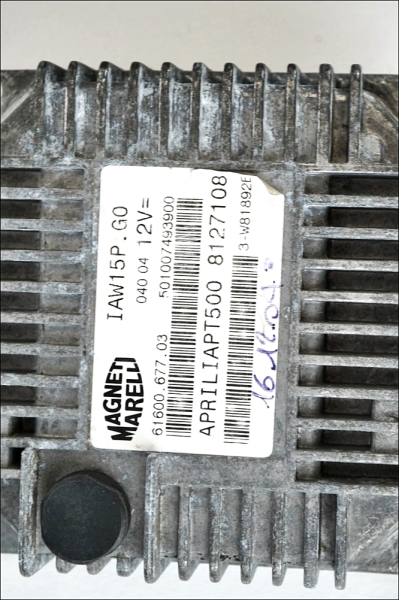 MAGNETI MARELLI
IAW15P.G0
040 04 12V=
61600.677.03
501007493900
APRILIAPT500 8127108
3-W81892E